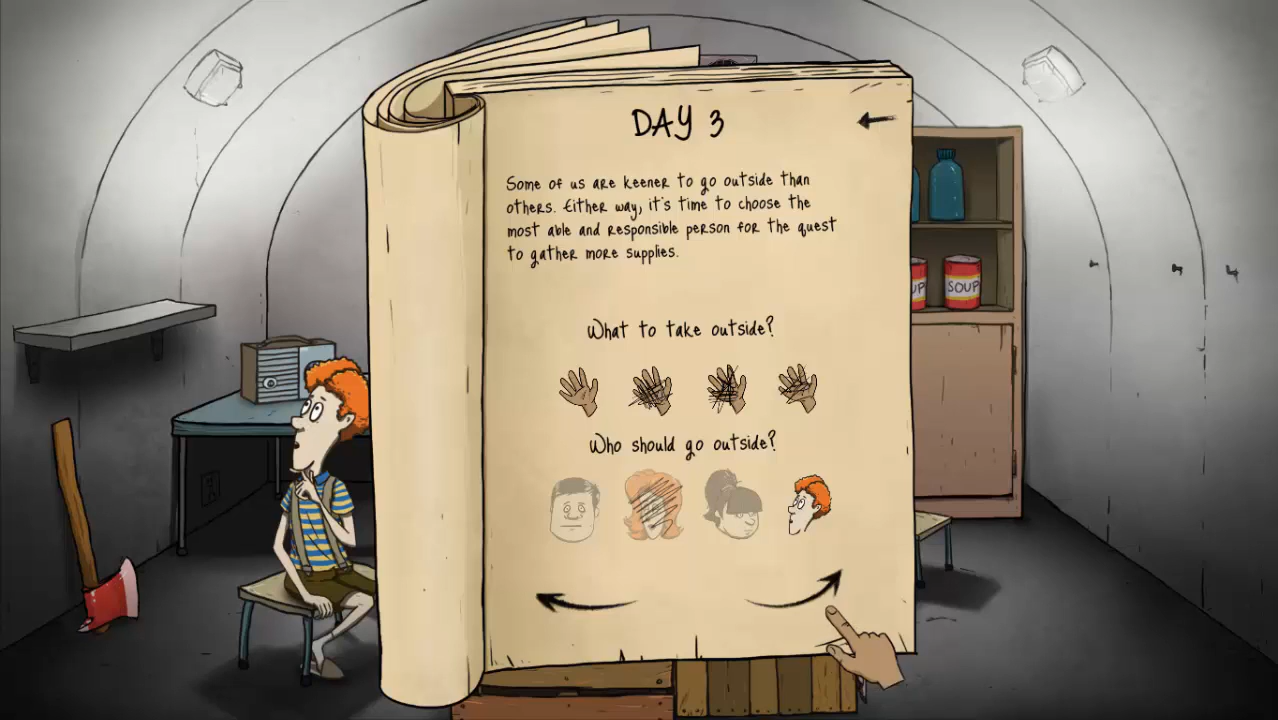 DAY 3
Some of us are keener to go outside than
others. Either way, it's time to choose the
most able and responsible person for the quest
to gather more supplies.
What to take outside?
Who should go outside?
UP
SOUP